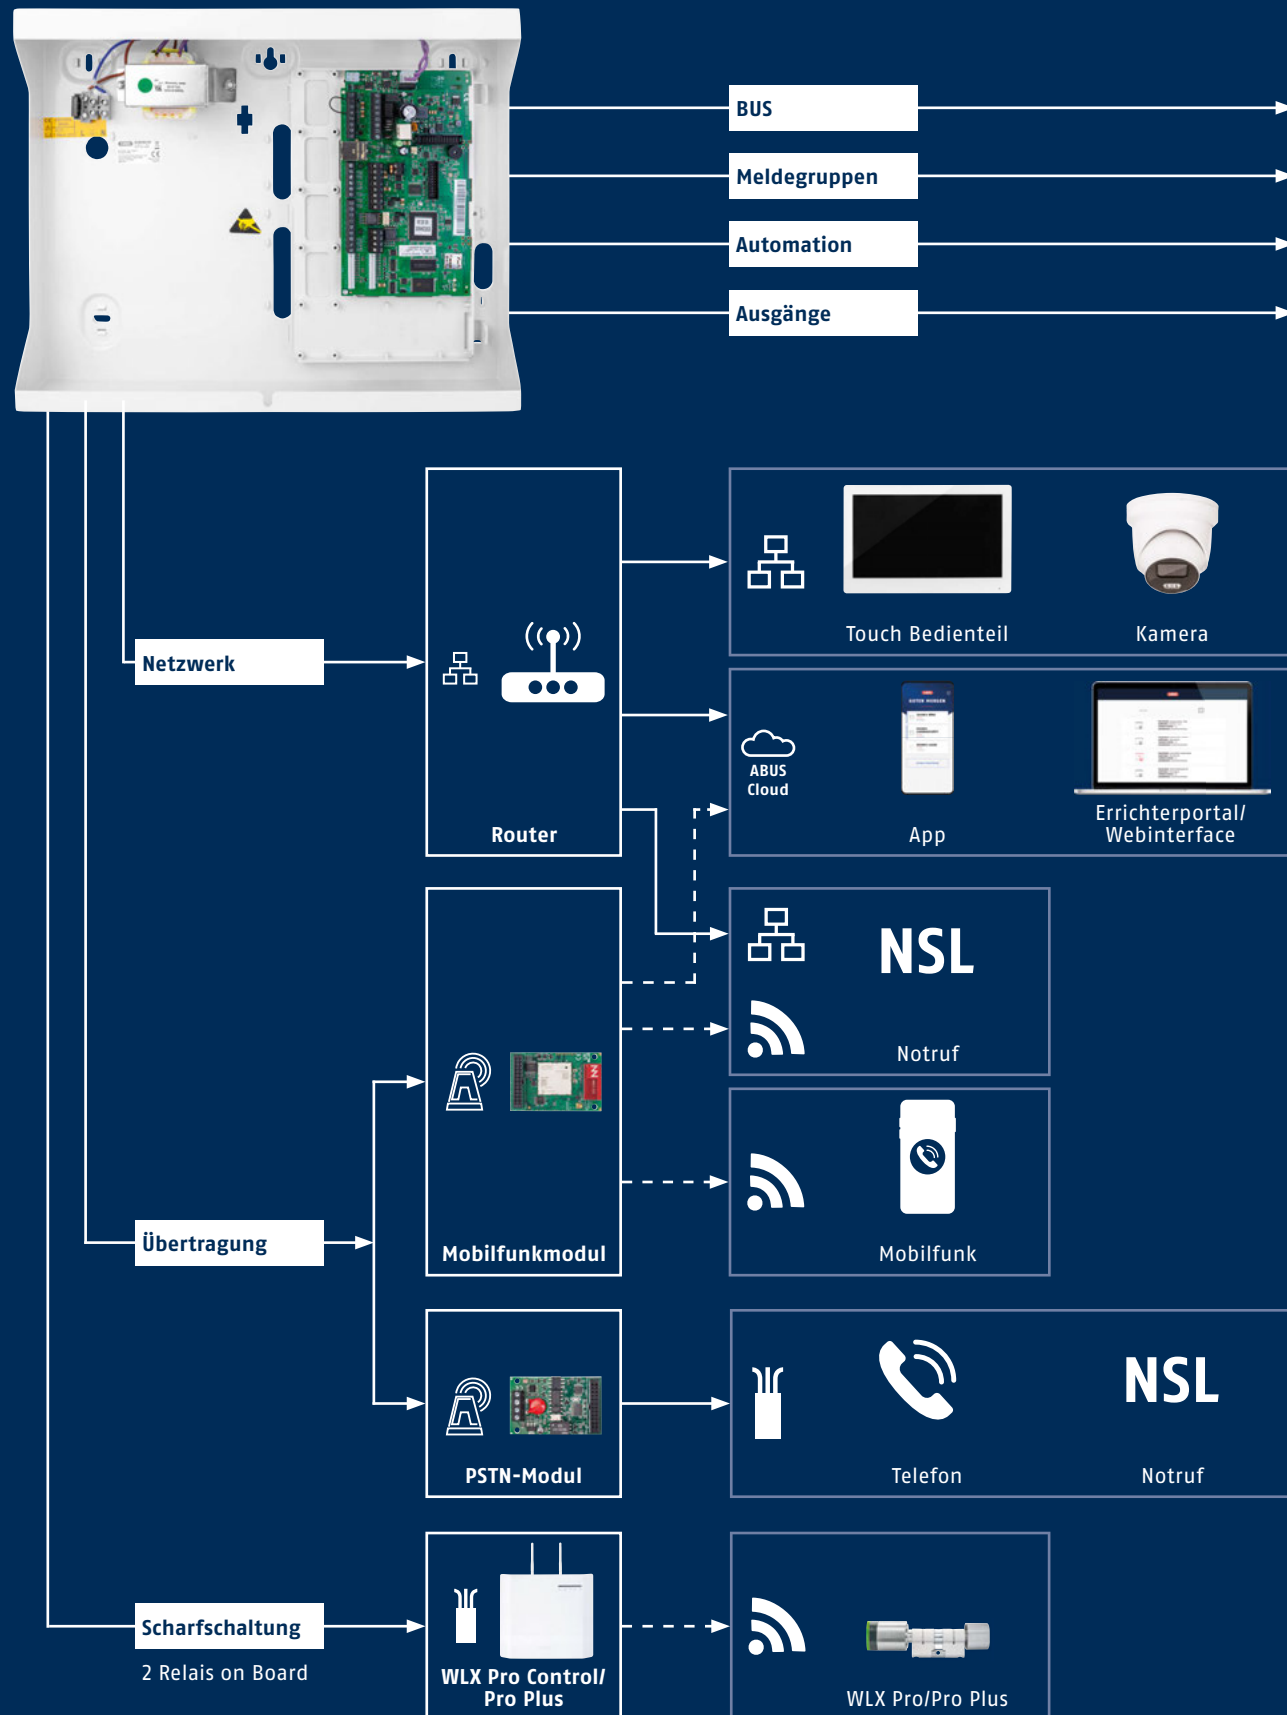 BUS
Meldegruppen
Automation
Ausgänge
Touch Bedienteil
Kamera
Netzwerk
GUTEN MORGEN
ABUS
Cloud
Router
App
Errichterportal/
Webinterface
NSL
Notruf
Übertragung
Mobilfunkmodul
Mobilfunk
NSL
PSTN-Modul
Telefon
Notruf
Scharfschaltung
2 Relais on Board
WLX Pro Control/
Pro Plus
WLX Pro/Pro Plus